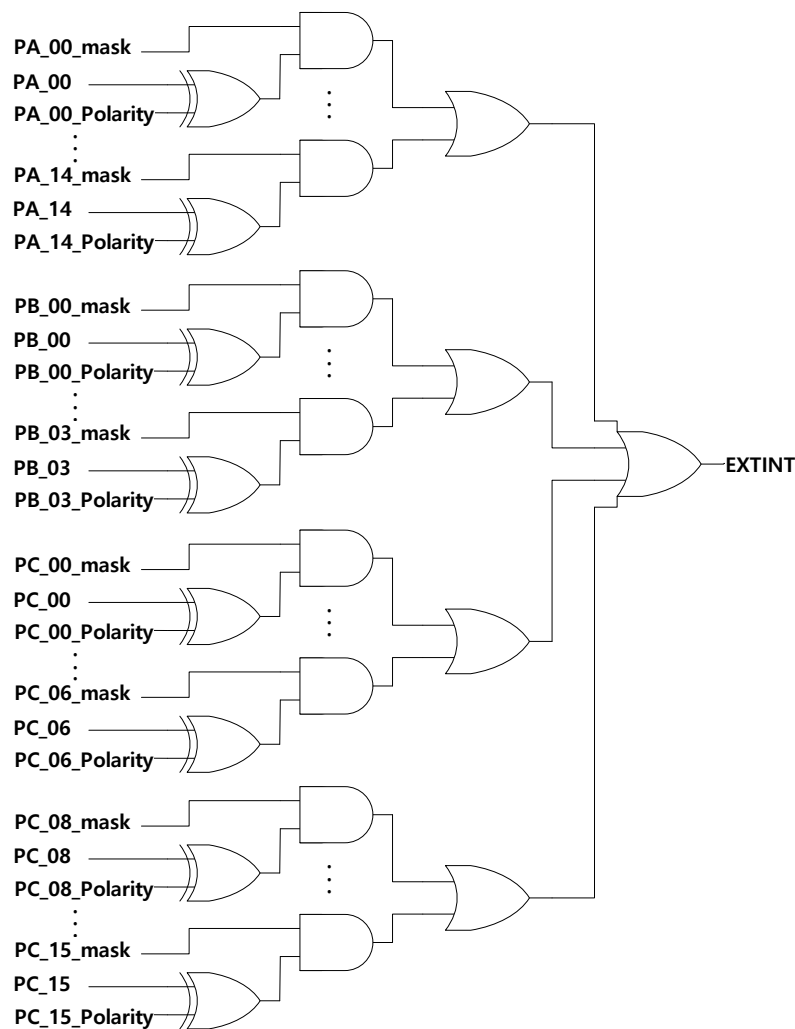 PA_00_mask
PA_00
PA_00_Polarity
PA_14_mask
PA_14
PA_14_Polarity
PB_00_mask
PB_00
PB_00_Polarity
PB_03_mask
PB_03
PB_03_Polarity
PC_00_mask
PC_00
PC_00_Polarity
PC_06_mask
PC_06
PC_06_Polarity
PC_08_mask
PC_08
PC_08_Polarity
PC_15_mask
PC_15
PC_15_Polarity
EXTINT